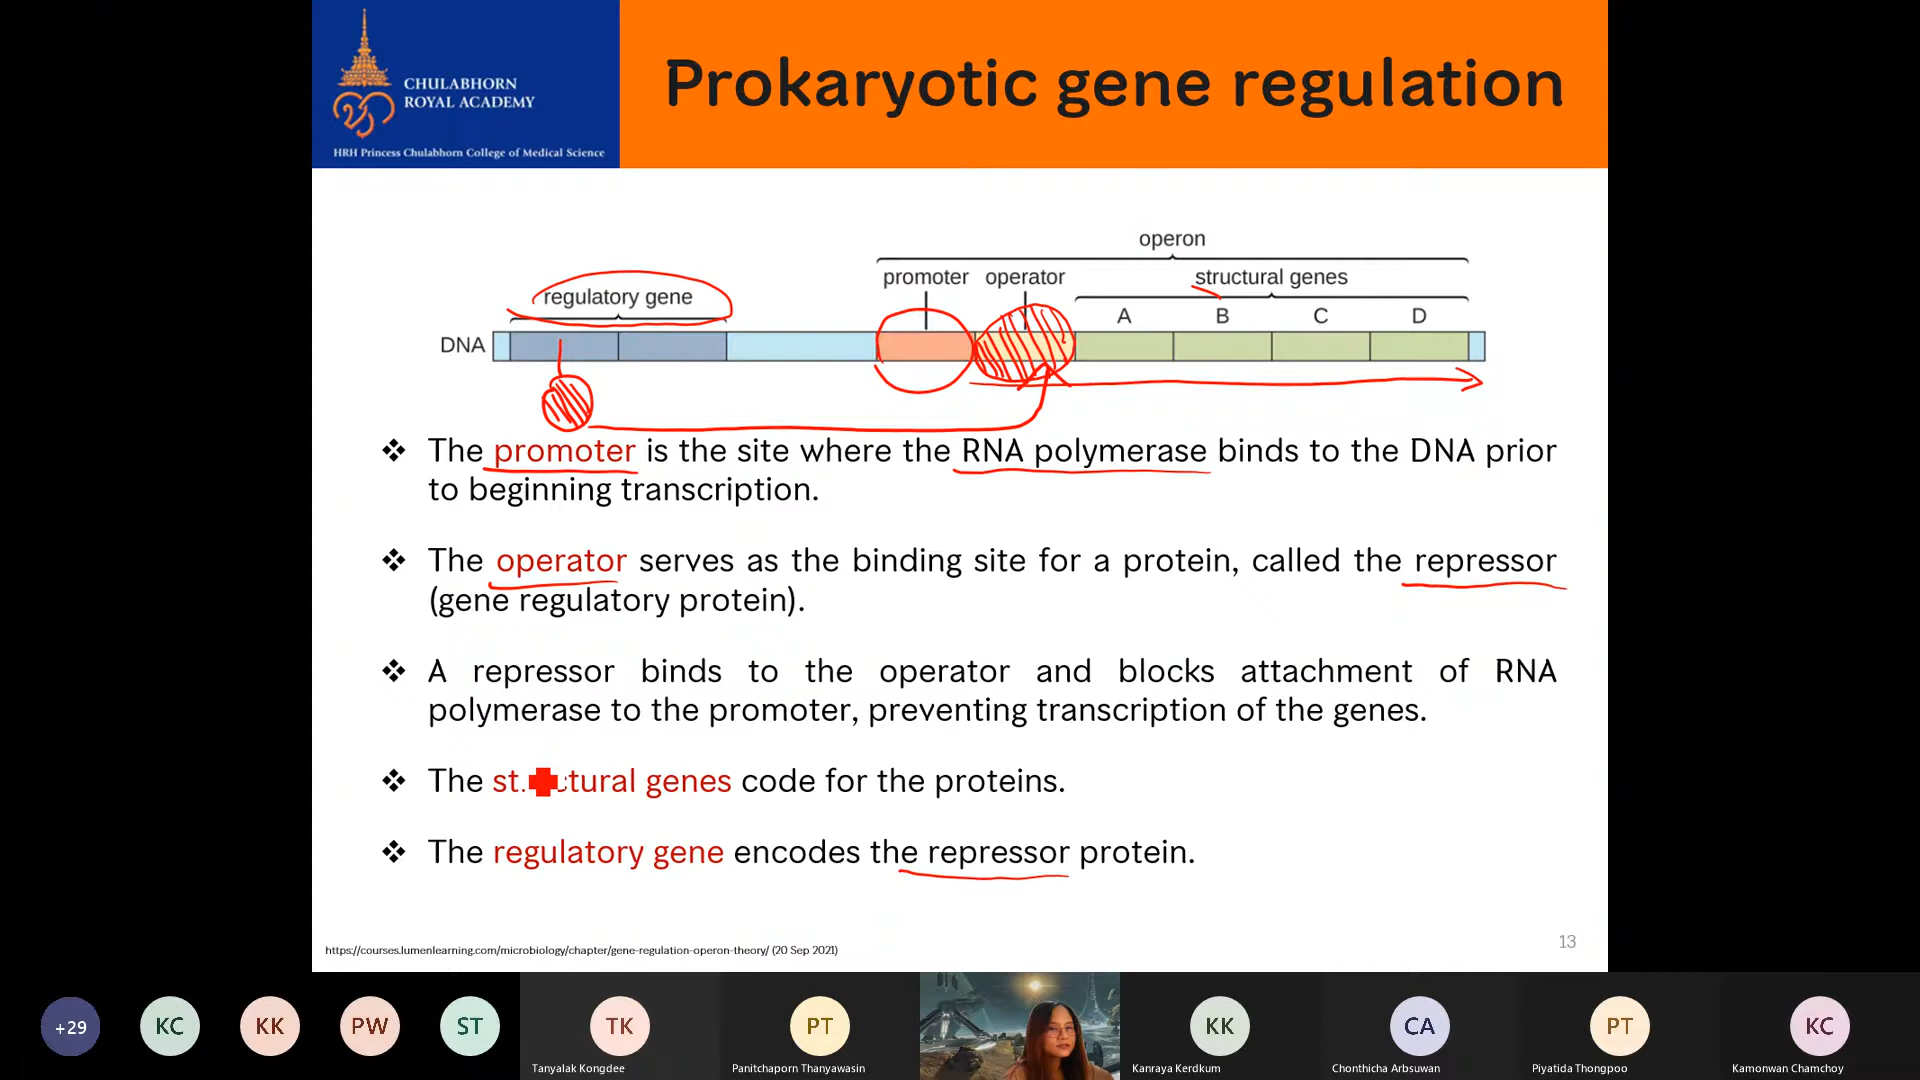 CHULABHORN
ROYAL ACADEMY
HRH Princess Chulabhorn College of Medical Science
Prokaryotic gene regulation
operon
promoter operator structural genes
regulatory gene
A B C D
DNA
❖ The promoter is the site where the RNA polymerase binds to the DNA prior
to beginning transcription.
❖ The operator serves as the binding site for a protein, called the repressor
(gene regulatory protein).
❖ A repressor binds to the operator and blocks attachment of RNA
polymerase to the promoter, preventing transcription of the genes.
❖ The genes code for the proteins.
❖ The regulatory gene encodes the repressor protein.
https://courses.lumenlearning.com/microbiology/chapter/gene-regulation-operon-theory/ (20 Sep 2021)
13
+29 KC KK PW ST TK PT KK CA PT KC
Tanyalak Kongdee Panitchaporn Thanyawasin Kanraya Kerdkum Chonthicha Arbsuwan Piyatida Thongpoo Kamonwan Chamchoy